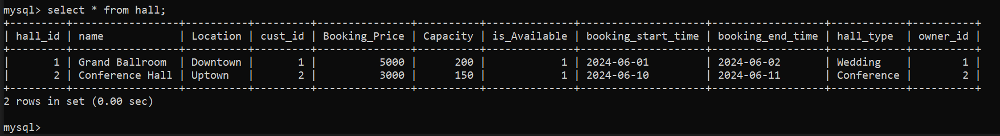 mysql> select * from hall;
+---------+-----------------+----------+---------+---------------+----------+--------------+--------------------+------------------+------------+----------+
| hall_id | name            | Location | cust_id | Booking_Price | Capacity | is_Available | booking_start_time | booking_end_time | hall_type  | owner_id |
+---------+-----------------+----------+---------+---------------+----------+--------------+--------------------+------------------+------------+----------+
|       1 | Grand Ballroom  | Downtown |       1 |          5000 |      200 |            1 | 2024-06-01         | 2024-06-02       | Wedding    |        1 |
|       2 | Conference Hall | Uptown   |       2 |          3000 |      150 |            1 | 2024-06-10         | 2024-06-11       | Conference |        2 |
+---------+-----------------+----------+---------+---------------+----------+--------------+--------------------+------------------+------------+----------+
2 rows in set (0.00 sec)
mysql>